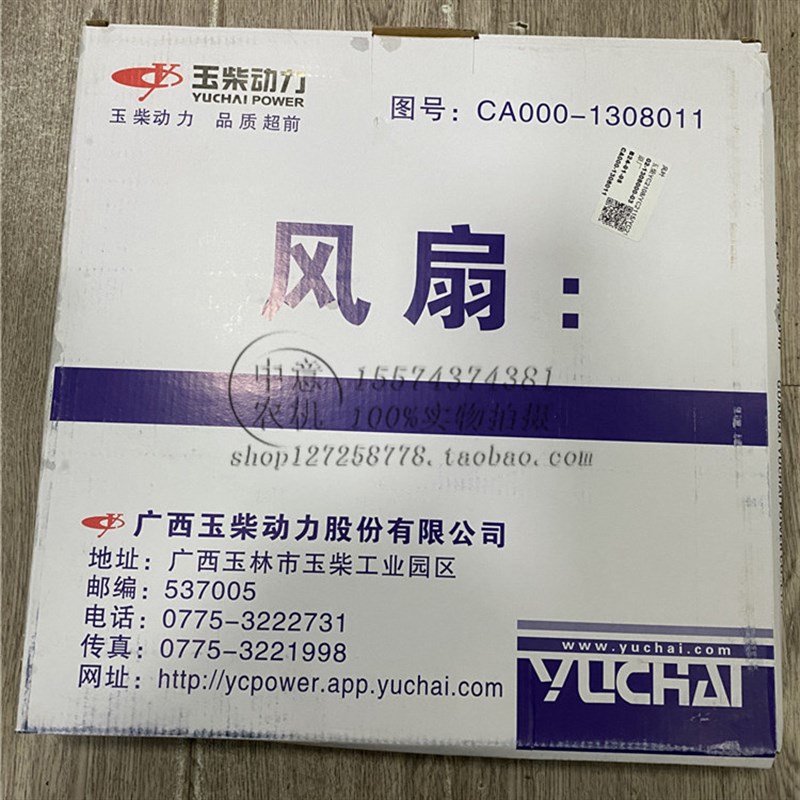 玉柴动力
YUCHAI POWER
玉柴动力 品质超前
图号：CA000-1308011
CA000-1308011
风扇：
中意农机
15574374381
100%实物拍摄
shop127258778.taobao.com
广西玉柴动力股份有限公司
地址：广西玉林市玉柴工业园区
邮编：537005
电话：0775-3222731
传真：0775-3221998
网址：http://ycpower.app.yuchai.com
www.yuchai.com
YUCHAI